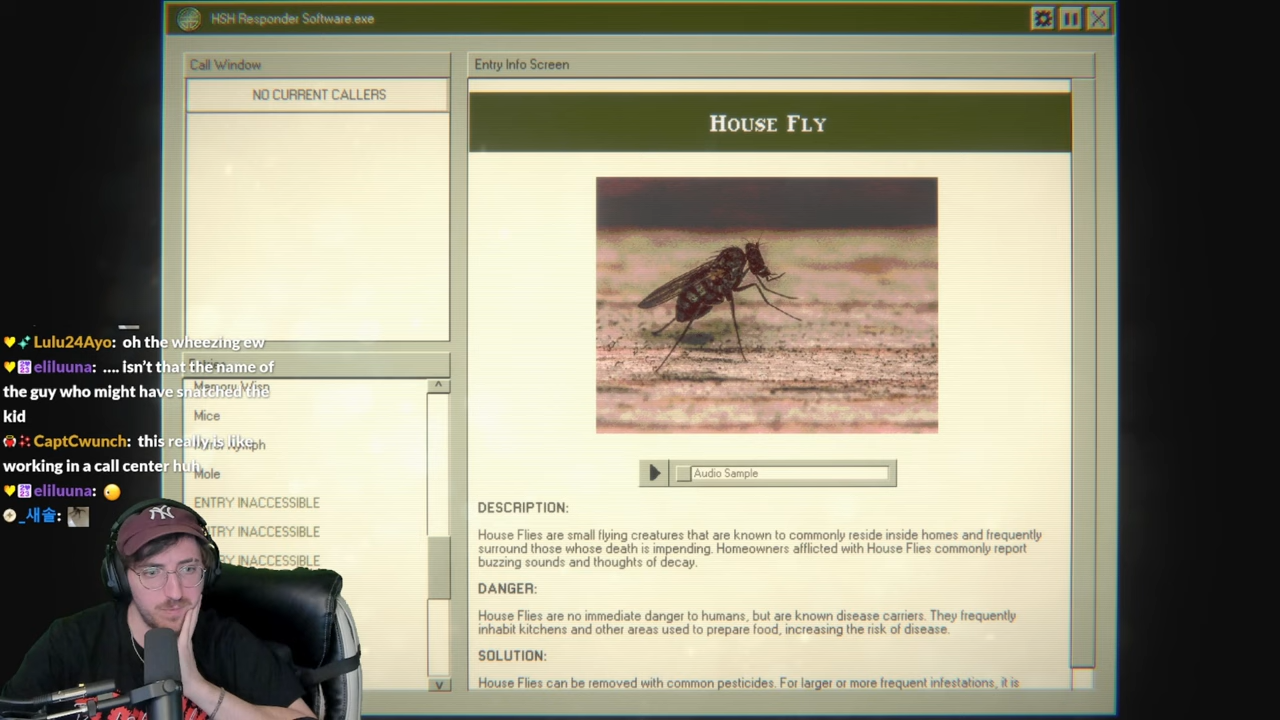 HSH Responder Software.exe
Call Window
NO CURRENT CALLERS
Entry Info Screen
HOUSE FLY
Audio Sample
DESCRIPTION:
House Flies are small flying creatures that are known to commonly reside inside homes and frequently
surround those whose death is impending. Homeowners afflicted with House Flies commonly report
buzzing sounds and thoughts of decay.
DANGER:
House Flies are no immediate danger to humans, but are known disease carriers. They frequently
inhabit kitchens and other areas used to prepare food, increasing the risk of disease.
SOLUTION:
House Flies can be removed with common pesticides. For larger or more frequent infestations, it is
Memory Wisp
Mice
Nymph
Mole
ENTRY INACCESSIBLE
ENTRY INACCESSIBLE
ENTRY INACCESSIBLE
Lulu24Ayo: oh the wheezing ew
eliluuna: .... isn't that the name of
the guy who might have snatched the
kid
CaptCwunch: this really is like
working in a call center huh
eliluuna:
_새솔: